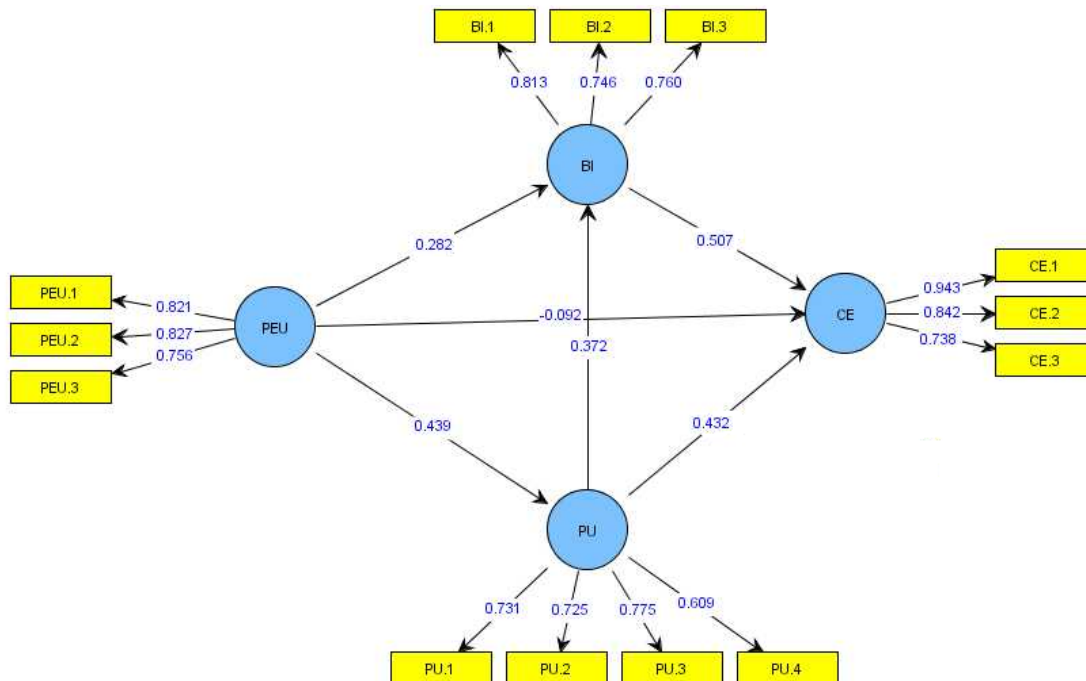 BI.1
BI.2
BI.3
0.813
0.746
0.760
BI
0.282
0.507
PEU.1
PEU.2
PEU.3
0.821
0.827
0.756
PEU
-0.092
0.372
CE
0.943
0.842
0.738
CE.1
CE.2
CE.3
0.439
0.432
PU
0.731
0.725
0.775
0.609
PU.1
PU.2
PU.3
PU.4